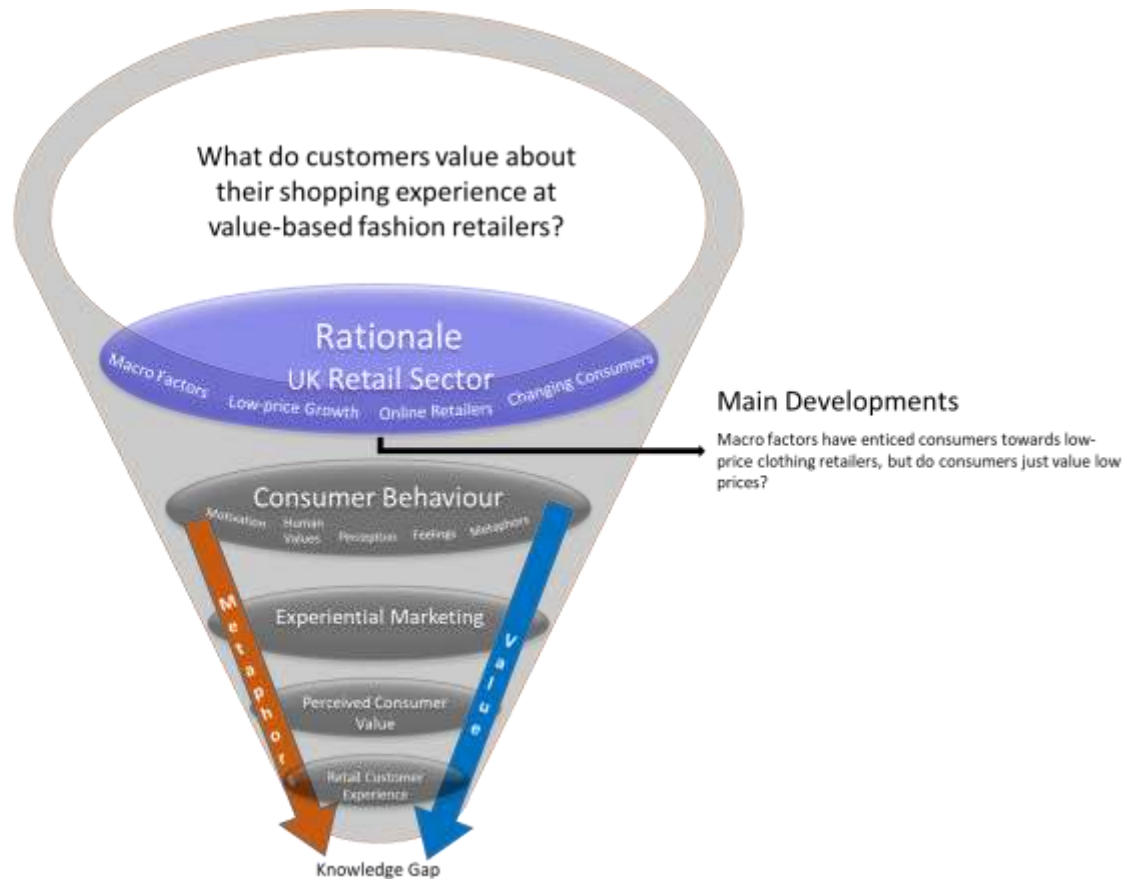 What do customers value about
their shopping experience at
value-based fashion retailers?
Rationale
UK Retail Sector
Macro Factors
Low-price Growth
Online Retailers
Changing Consumers
Main Developments
Macro factors have enticed consumers towards low-
price clothing retailers, but do consumers just value low
prices?
Consumer Behaviour
Motivation
Human
Values
Perception
Feelings
Metaphors
Experiential Marketing
Metaphors
Value
Perceived Consumer
Value
Retail Customer
Experience
Knowledge Gap